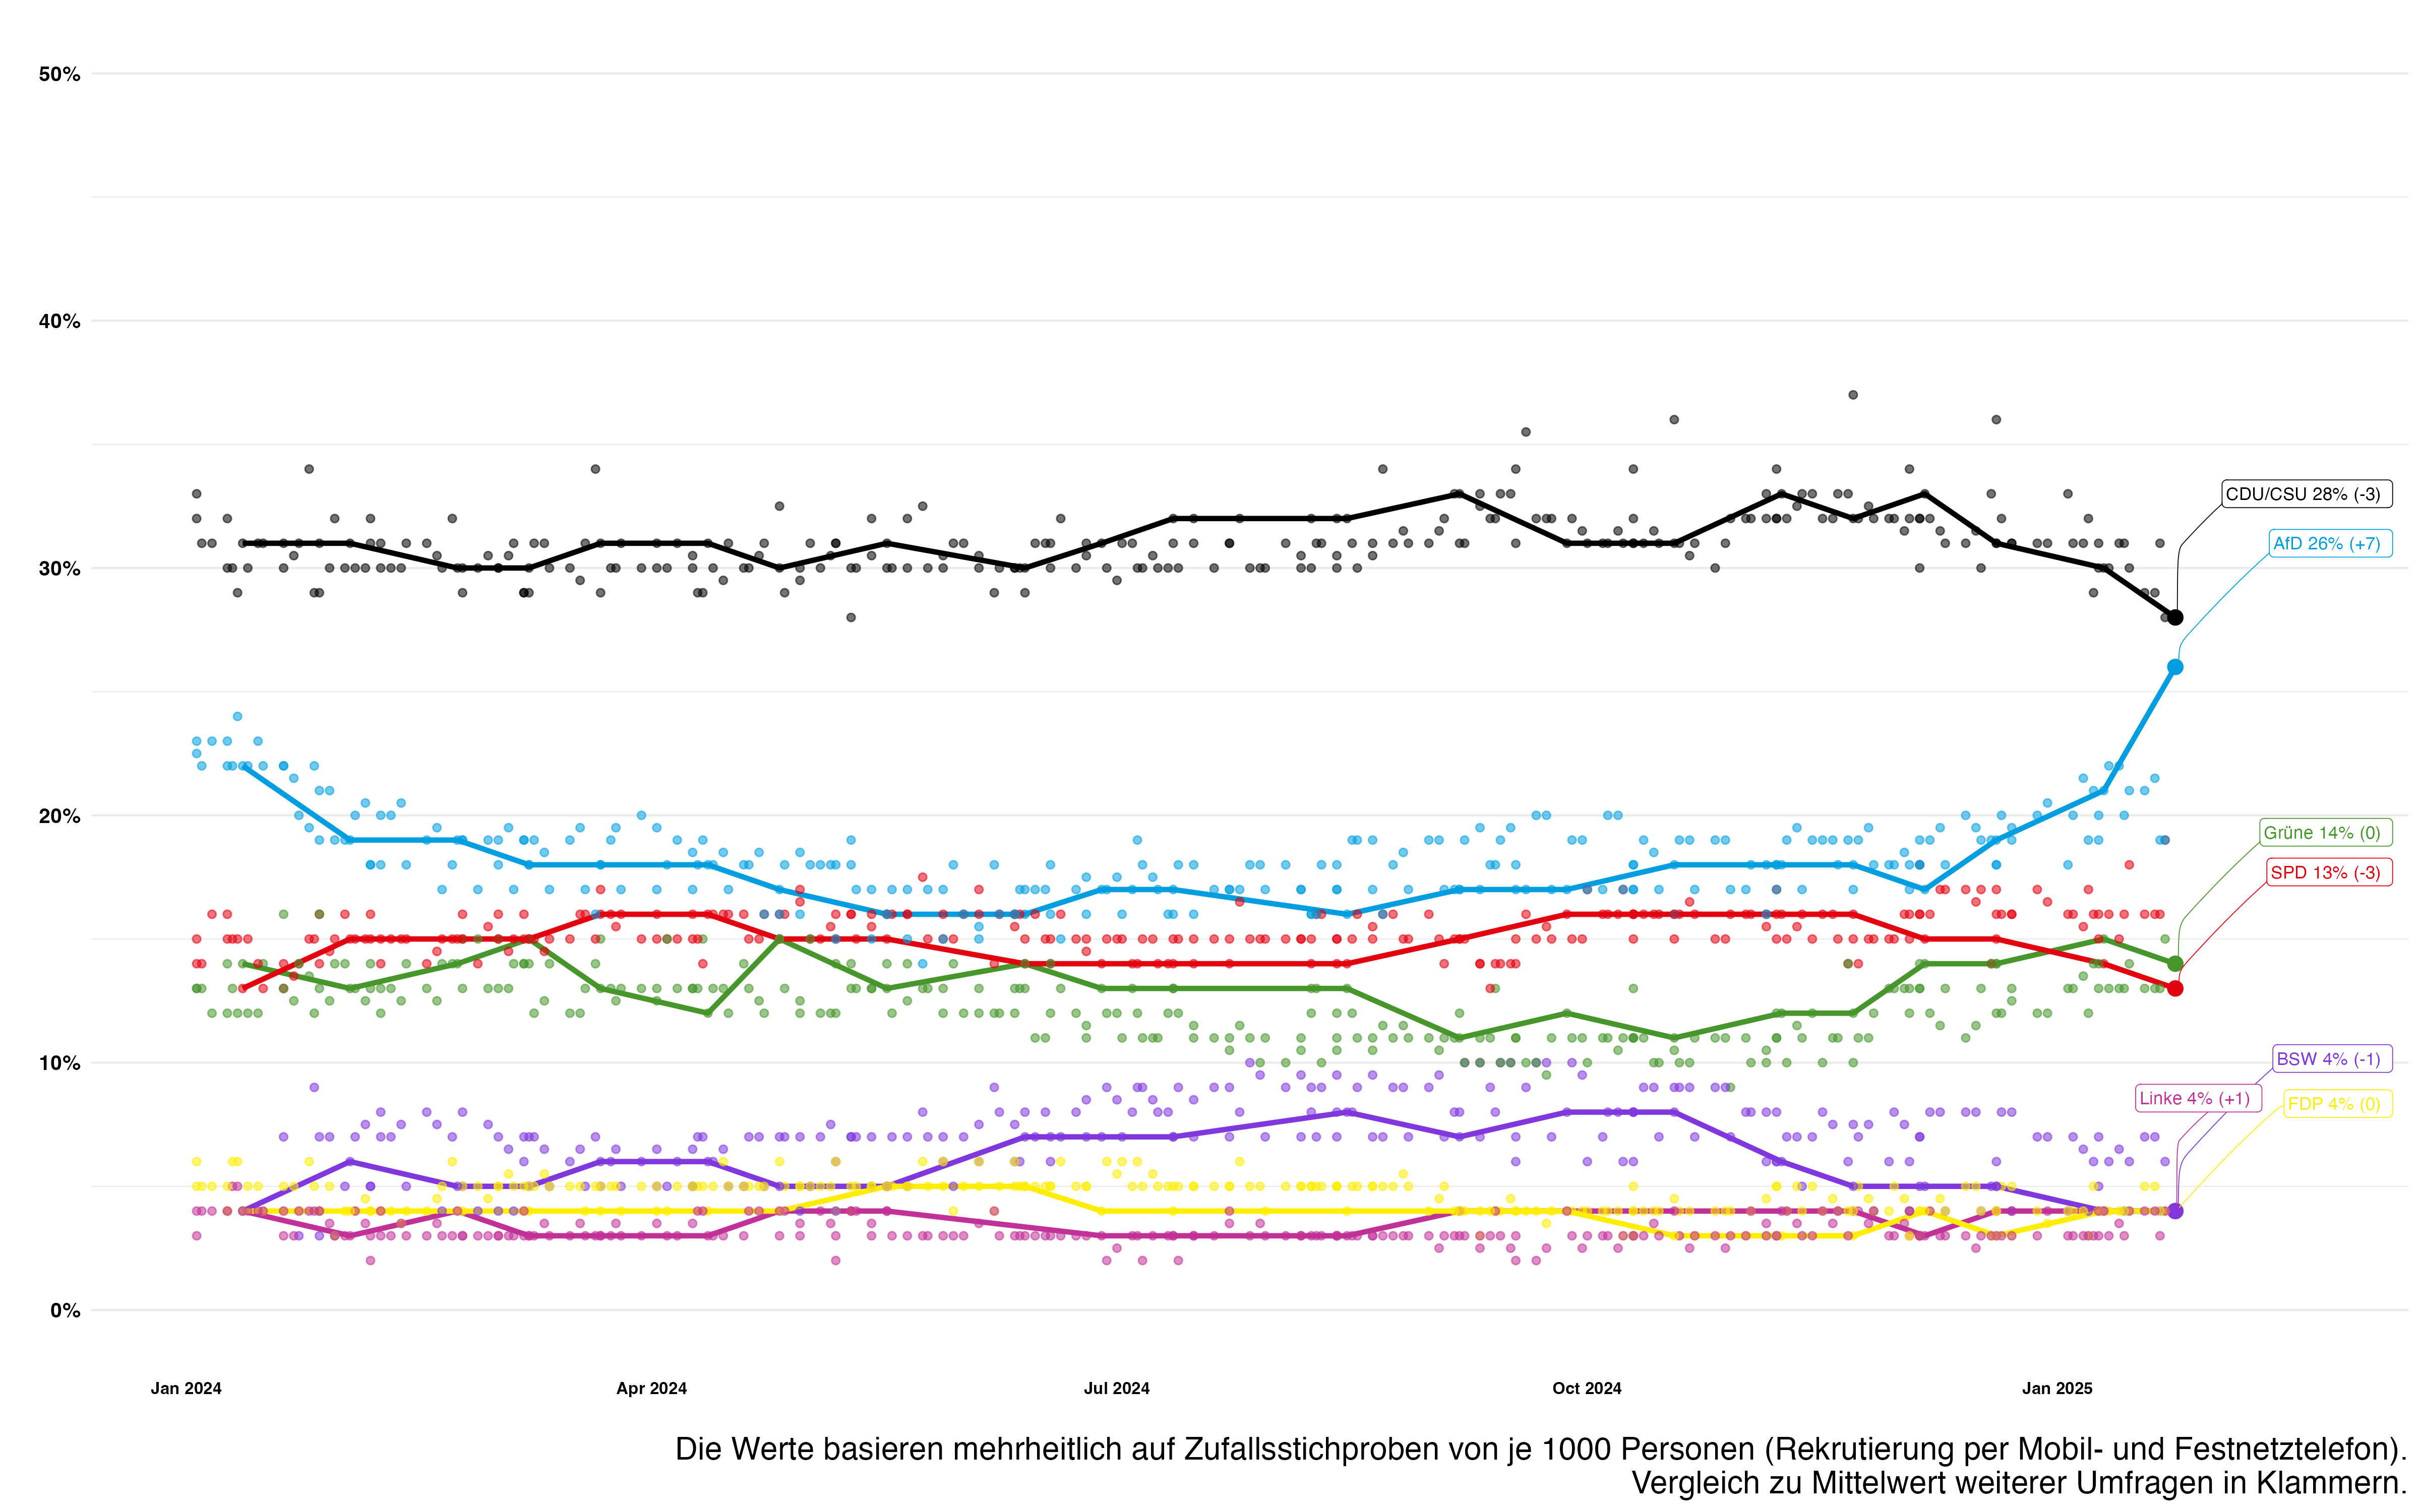 50%
40%
30%
20%
10%
0%
CDU/CSU 28% (-3)
AfD 26% (+7)
Grüne 14% (0)
SPD 13% (-3)
BSW 4% (-1)
Linke 4% (+1)
FDP 4% (0)
Jan 2024
Apr 2024
Jul 2024
Oct 2024
Jan 2025
Die Werte basieren mehrheitlich auf Zufallsstichproben von je 1000 Personen (Rekrutierung per Mobil- und Festnetztelefon).
Vergleich zu Mittelwert weiterer Umfragen in Klammern.